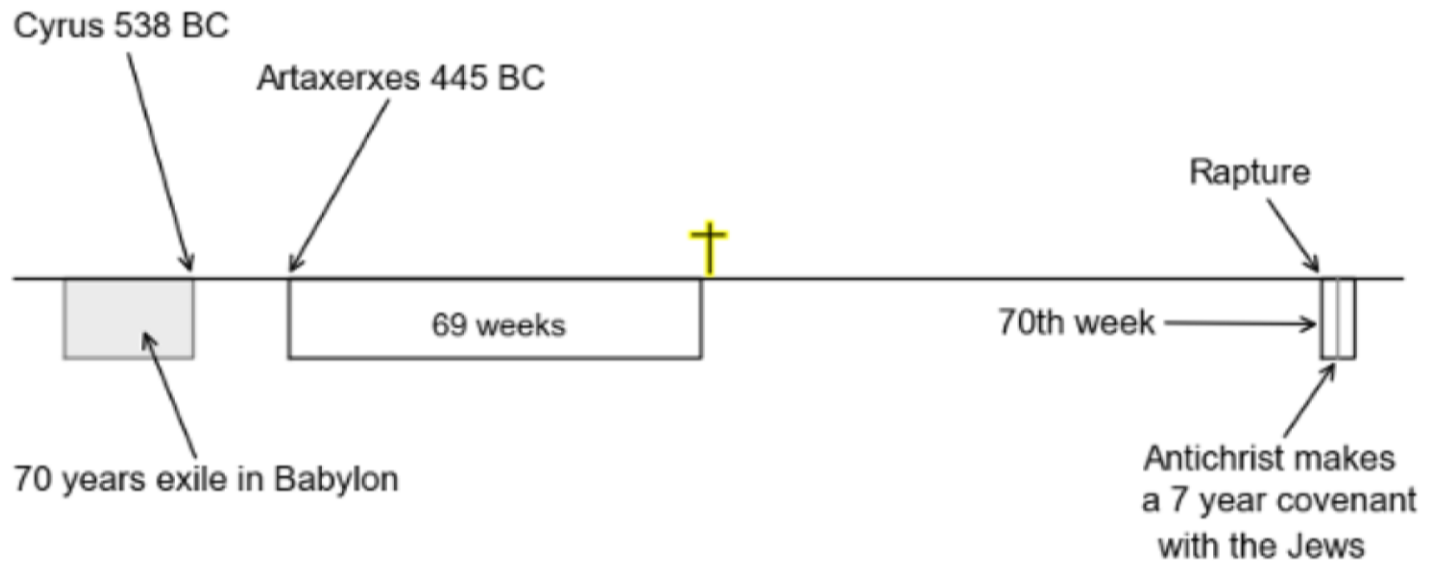 Cyrus 538 BC
Artaxerxes 445 BC
Rapture
69 weeks
70th week
70 years exile in Babylon
Antichrist makes
a 7 year covenant
with the Jews